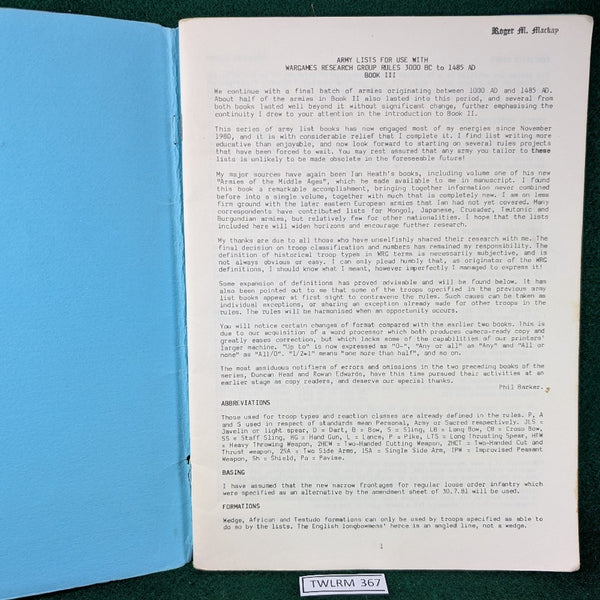 Roger M. Mackay
ARMY LISTS FOR USE WITH
WARGAMES RESEARCH GROUP RULES 3000 BC to 1485 AD
BOOK III
We continue with a final batch of armies originating between 1000 AD and 1485 AD.
About half of the armies in Book II also lasted into this period, and several from
both books lasted well beyond it without significant change, further emphasising the
continuity I drew to your attention in the introduction to Book II.
This series of army list books has now engaged most of my energies since November
1980, and it is with considerable relief that I complete it. I find list writing more
educative than enjoyable, and now look forward to starting on several rules projects
that have been forced to wait. You may rest assured that any army you tailor to these
lists is unlikely to be made obsolete in the foreseeable future!
My major sources have again been Ian Heath's books, including volume one of his new
"Armies of the Middle Ages", which he made available to me in manuscript. I found
this book a remarkable accomplishment, bringing together information never combined
before into a single volume, together with much that is completely new. I am on less
firm ground with the later eastern European armies that Ian had not yet covered. Many
correspondents have contributed lists for Mongol, Japanese, Crusader, Teutonic and
Burgundian armies, but relatively few for other nationalities. I hope that the lists
included here will widen horizons and encourage further research.
My thanks are due to all those who have unselfishly shared their research with me. The
final decision on troop classification and numbers has remained my responsibility. The
definition of historical troop types in WRG terms is necessarily subjective, and is
not always obvious or easy. I can only plead humbly that, as originator of the WRG
definitions, I should know what I meant, however imperfectly I managed to express it!
Some expansion of definitions has proved advisable and will be found below. It has
also been pointed out to me that some of the troops specified in the previous army
list books appear at first sight to contravene the rules. Such cases can be taken as
individual exceptions, or sharing an exception already made for other troops in the
rules. The rules will be harmonised when an opportunity occurs.
You will notice certain changes of format compared with the earlier two books. This is
due to our acquisition of a word processor which both produces camera-ready copy and
greatly eases correction, but which lacks some of the capabilities of our printers'
larger machine. "Up to" is now expressed as "0-", "Any or all" as "Any" and "All or
none" as "All/0". "1/2+1" means "one more than half", and so on.
The most assiduous notifiers of errors and omissions in the two preceding books of the
series, Duncan Head and Rowan Edwards, have this time pursued their activities at an
earlier stage as copy readers, and deserve our special thanks.
Phil Barker.
ABBREVIATIONS
Those used for troop types and reaction classes are already defined in the rules. P, A
and S used in respect of standards mean Personal, Army or Sacred respectively. JLS =
Javelin or light spear, D = Dart, B = Bow, S = Sling, LB = Long Bow, CB = Cross Bow,
SS = Staff Sling, HG = Hand Gun, L = Lance, P = Pike, LTS = Long Thrusting Spear, HTW
= Heavy Throwing Weapon, 2HCW = Two-Handed Cutting Weapon, 2HCT = Two-Handed Cut and
Thrust weapon, 2SA = Two Side Arms, 1SA = Single Side Arm, IPW = Improvised Peasant
Weapon, Sh = Shield, Pa = Pavise.
BASING
I have assumed that the new narrow frontages for regular loose order infantry which
were specified as an alternative by the amendment sheet of 30.7.81 will be used.
FORMATIONS
Wedge, African and Testudo formations can only be used by troops specified as able to
do so by the lists. The English longbowmens' herce is an angled line, not a wedge.
1
TWLRM 367